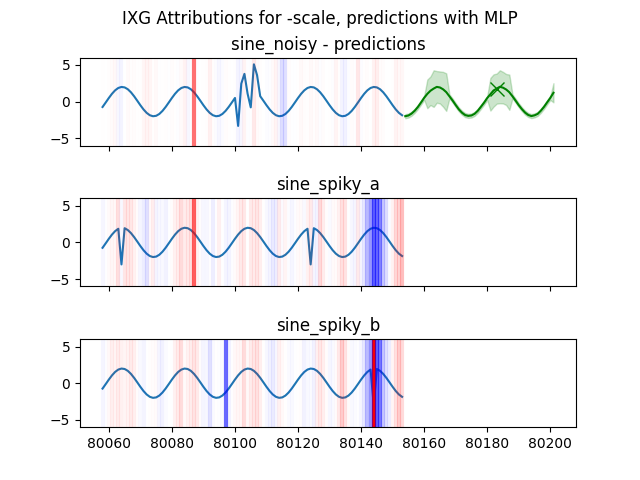 IXG Attributions for -scale, predictions with MLP
sine_noisy - predictions
5
0
−5
sine_spiky_a
5
0
−5
sine_spiky_b
5
0
−5
80060 80080 80100 80120 80140 80160 80180 80200